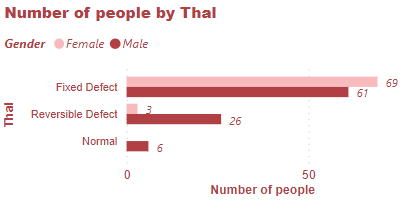 Number of people by Thal
Gender Female Male
Fixed Defect 69
61
Reversible Defect 3
26
Normal 6
Thal
0 50
Number of people